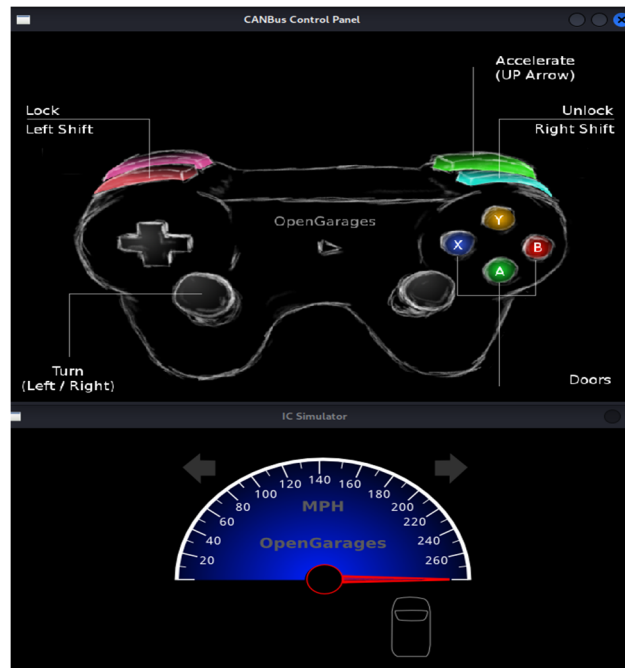 CANBus Control Panel
Accelerate
(UP Arrow)
Lock
Left Shift
Unlock
Right Shift
OpenGarages
Y
X
B
A
Turn
(Left / Right)
Doors
IC Simulator
20 40 60 80 100 120 140 160 180 200 220 240 260
MPH
OpenGarages